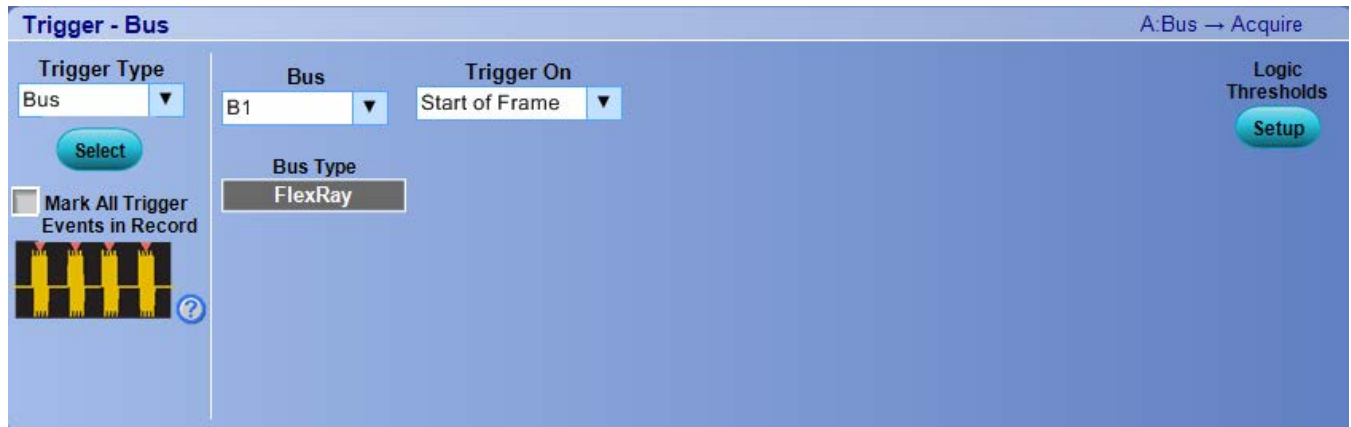 Trigger - Bus
A:Bus → Acquire
Trigger Type
Bus
Select
Mark All Trigger
Events in Record
?
Bus
B1
Bus Type
FlexRay
Trigger On
Start of Frame
Logic
Thresholds
Setup